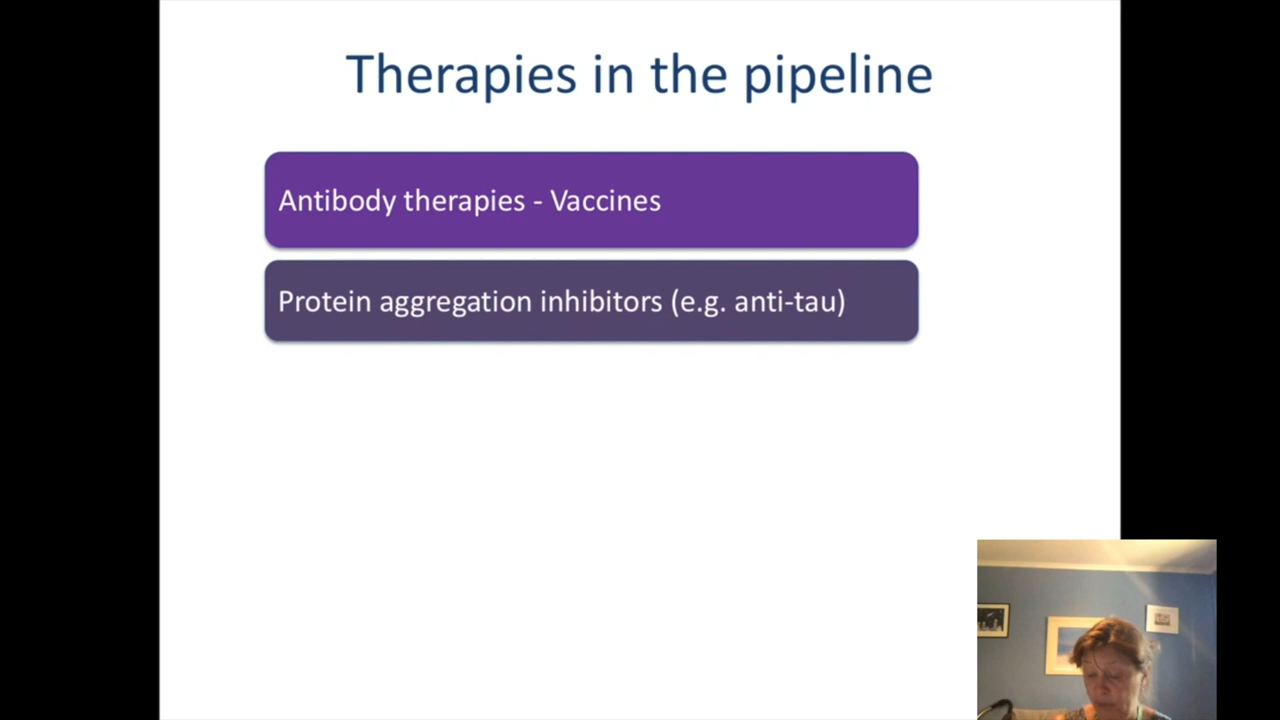 Therapies in the pipeline
Antibody therapies - Vaccines
Protein aggregation inhibitors (e.g. anti-tau)